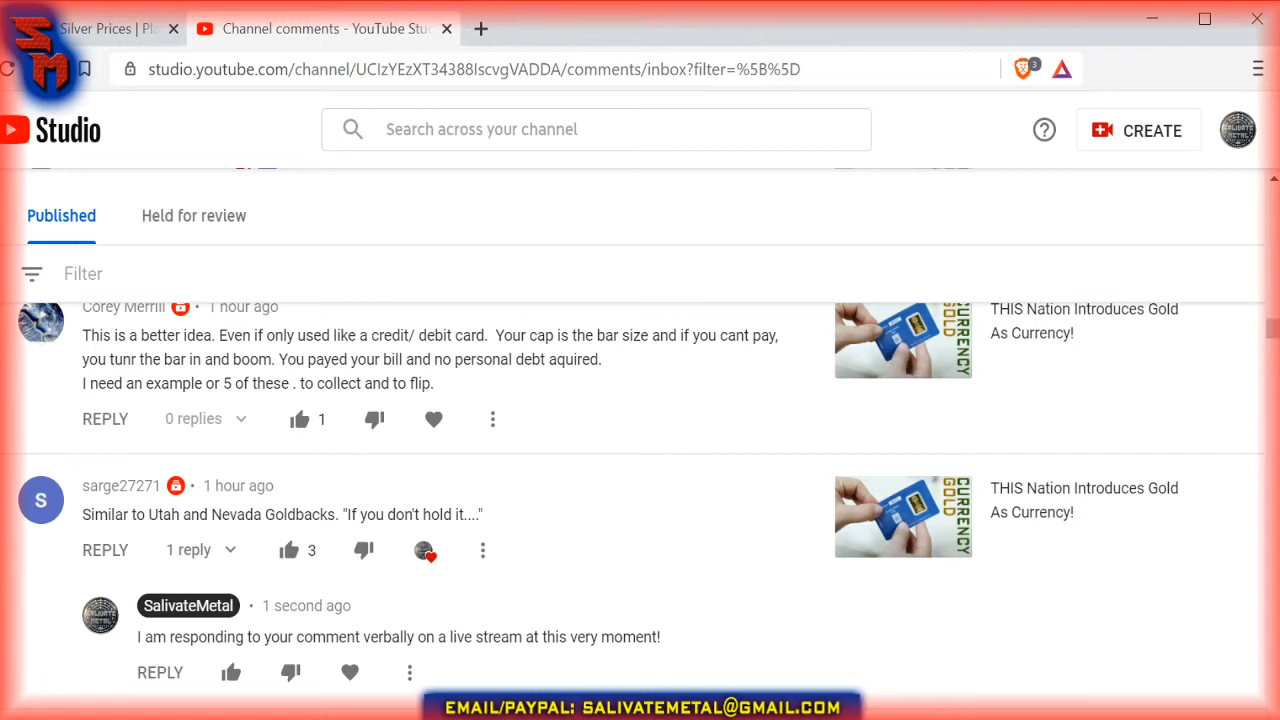 SM
Silver Prices | Pla
Channel comments - YouTube Stu
studio.youtube.com/channel/UCIzYEzXT34388IscvgVADDA/comments/inbox?filter=%5B%5D
3
Studio
Search across your channel
CREATE
Published
Held for review
Filter
Corey Merrill • 1 hour ago
This is a better idea. Even if only used like a credit/ debit card.  Your cap is the bar size and if you cant pay,
you tunr the bar in and boom. You payed your bill and no personal debt aquired.
I need an example or 5 of these . to collect and to flip.
REPLY 0 replies 1
CURRENCY
GOLD
THIS Nation Introduces Gold
As Currency!
S
sarge27271 • 1 hour ago
Similar to Utah and Nevada Goldbacks. "If you don't hold it...."
REPLY 1 reply 3
CURRENCY
GOLD
THIS Nation Introduces Gold
As Currency!
SalivateMetal • 1 second ago
I am responding to your comment verbally on a live stream at this very moment!
REPLY
EMAIL/PAYPAL: SALIVATEMETAL@GMAIL.COM